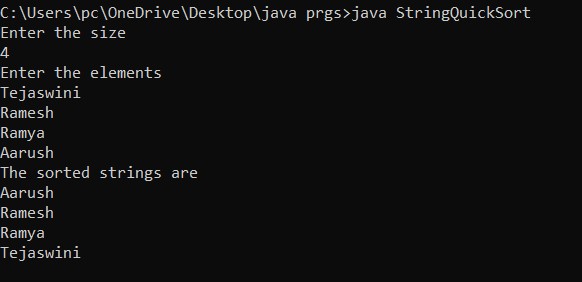 C:\Users\pc\OneDrive\Desktop\java prgs>java StringQuickSort
Enter the size
4
Enter the elements
Tejaswini
Ramesh
Ramya
Aarush
The sorted strings are
Aarush
Ramesh
Ramya
Tejaswini